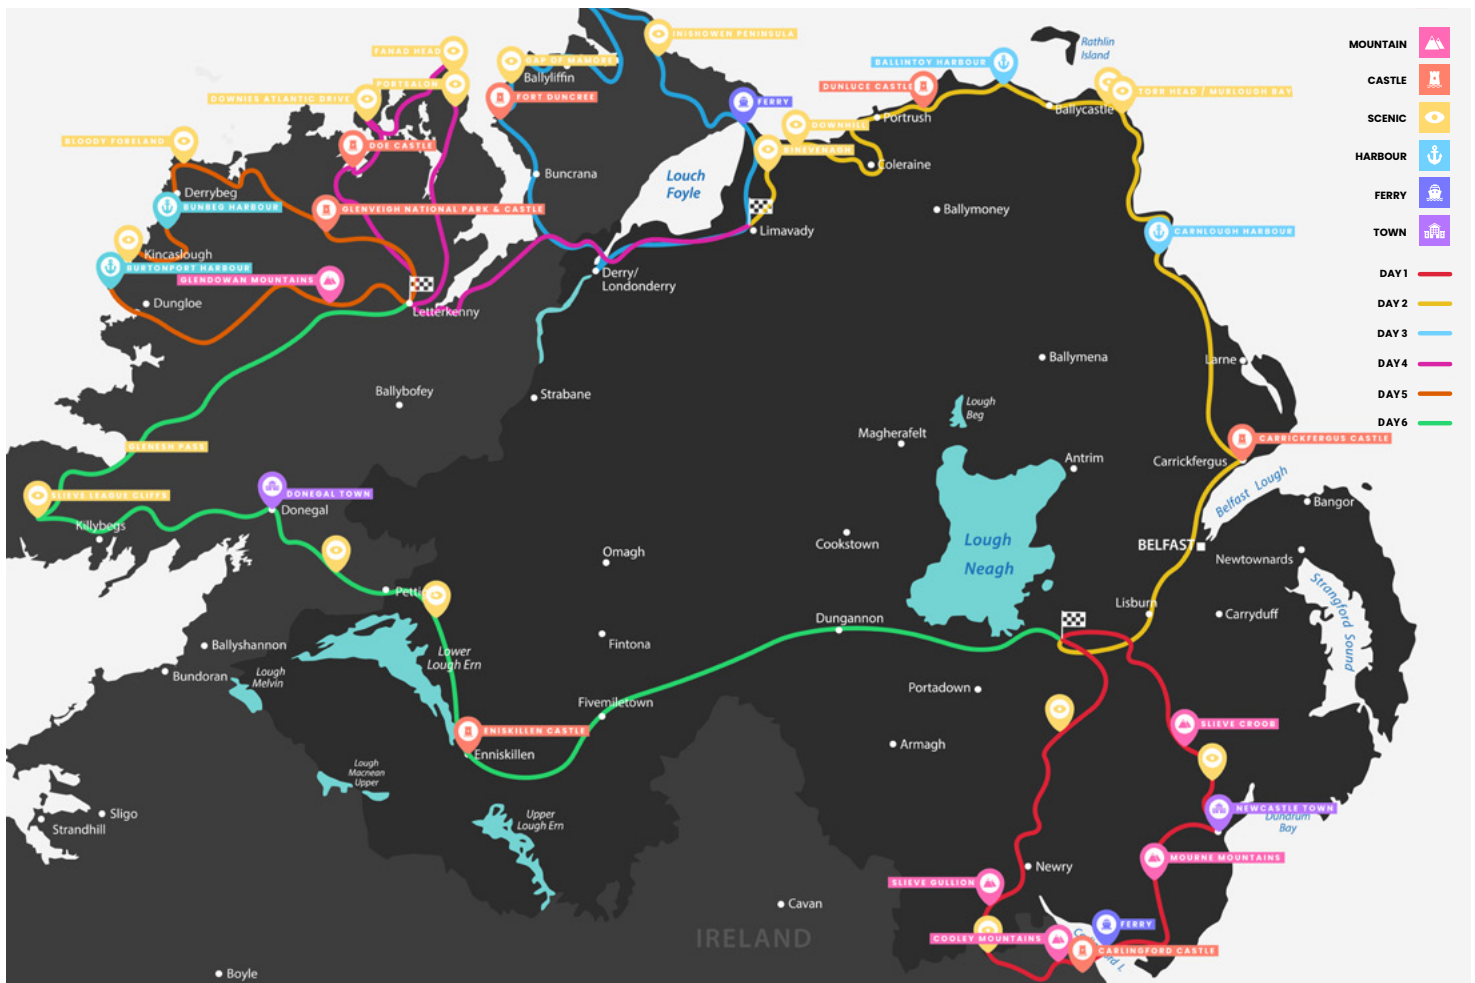 FANAD HEAD
PORTSALON
DOWNIES ATLANTIC DRIVE
BLOODY FORELAND
DOE CASTLE
Derrybeg
BUNBEG HARBOUR
GLENVEIGH NATIONAL PARK & CASTLE
Kincaslough
BURTONPORT HARBOUR
GLENDOWAN MOUNTAINS
Dungloe
Letterkenny
GAP OF MAMORE
Ballyliffin
FORT DUNCREE
Buncrana
INISHOWEN PENINSULA
FERRY
Louch
Foyle
Derry/
Londonderry
Limavady
DOWNHILL
BINEVENAGH
Coleraine
Portrush
DUNLUCE CASTLE
BALLINTOY HARBOUR
Rathlin
Island
Ballycastle
TORR HEAD / MURLOUGH BAY
Ballymoney
CARNLOUGH HARBOUR
Ballymena
Larne
MOUNTAIN
CASTLE
SCENIC
HARBOUR
FERRY
TOWN
DAY 1
DAY 2
DAY 3
DAY 4
DAY 5
DAY 6
Ballybofey
Strabane
Lough
Beg
Magherafelt
Antrim
CARRICKFERGUS CASTLE
Carrickfergus
Belfast Lough
Bangor
GLENESH PASS
SLIEVE LEAGUE CLIFFS
Killybegs
DONEGAL TOWN
Donegal
Omagh
Cookstown
Lough
Neagh
BELFAST
Newtownards
Strangford Sound
Lisburn
Carryduff
Dungannon
Fintona
Ballyshannon
Bundoran
Lough
Melvin
Lower
Lough Ern
Fivemiletown
Portadown
Armagh
SLIEVE CROOB
ENISKILLEN CASTLE
Enniskillen
Lough
Macnean
Upper
Upper
Lough Ern
Sligo
Strandhill
NEWCASTLE TOWN
Dundrum
Bay
MOURNE MOUNTAINS
Newry
SLIEVE GULLION
Cavan
IRELAND
FERRY
COOLEY MOUNTAINS
CARLINGFORD CASTLE
Boyle